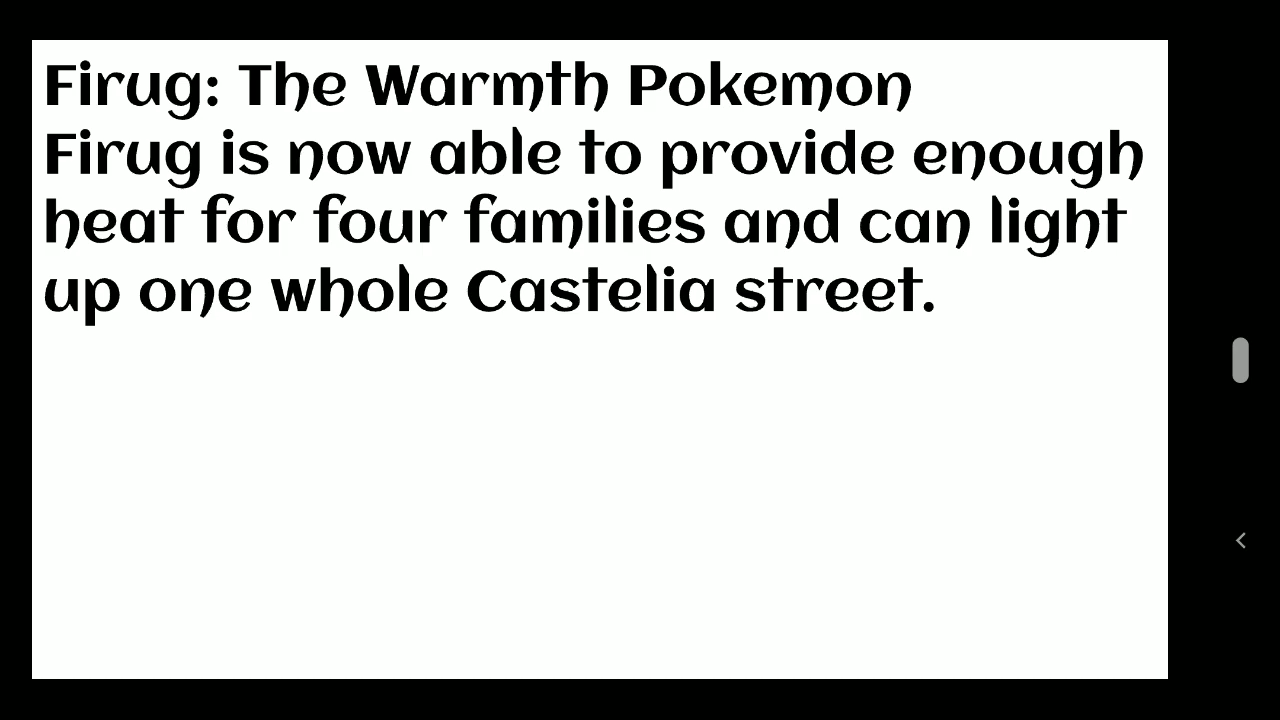 Firug: The Warmth Pokemon
Firug is now able to provide enough
heat for four families and can light
up one whole Castelia street.